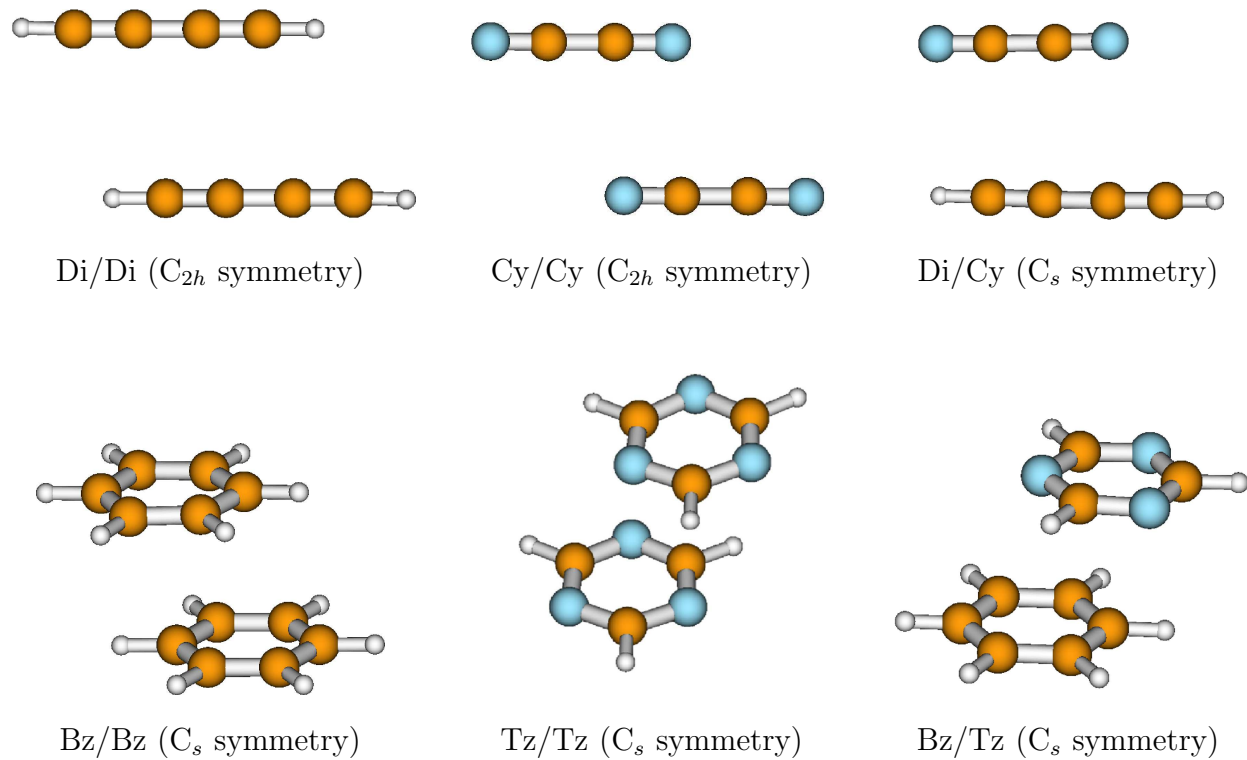 Di/Di (C₂ₕ symmetry)
Cy/Cy (C₂ₕ symmetry)
Di/Cy (Cₛ symmetry)
Bz/Bz (Cₛ symmetry)
Tz/Tz (Cₛ symmetry)
Bz/Tz (Cₛ symmetry)